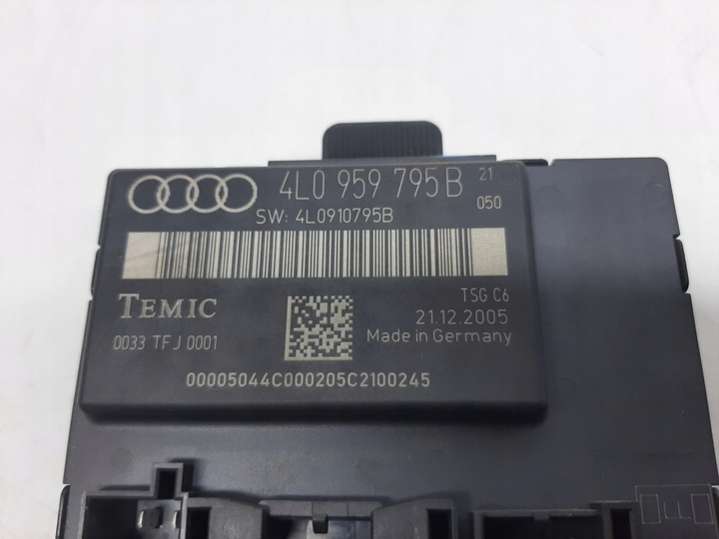 4L0 959 795B 21
050
SW: 4L0910795B
TEMIC
TSG C6
21.12.2005
0033 TFJ 0001
Made in Germany
00005044C000205C2100245